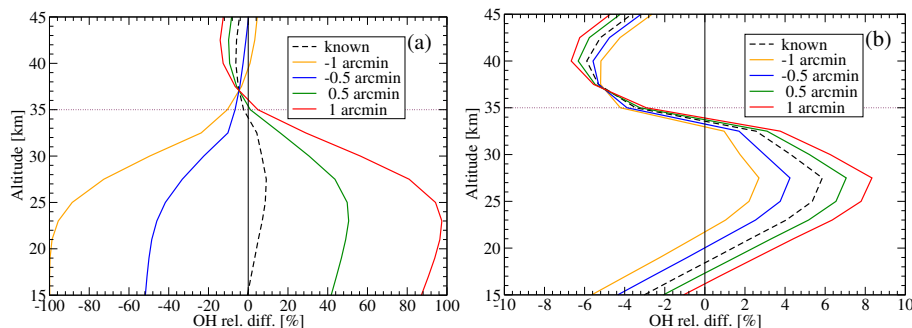 45
40
35
30
25
20
15
Altitude [km]
-100 -80 -60 -40 -20 0 20 40 60 80 100
OH rel. diff. [%]
(a)
known
-1 arcmin
-0.5 arcmin
0.5 arcmin
1 arcmin
45
40
35
30
25
20
15
Altitude [km]
-10 -8 -6 -4 -2 0 2 4 6 8 10
OH rel. diff. [%]
(b)
known
-1 arcmin
-0.5 arcmin
0.5 arcmin
1 arcmin